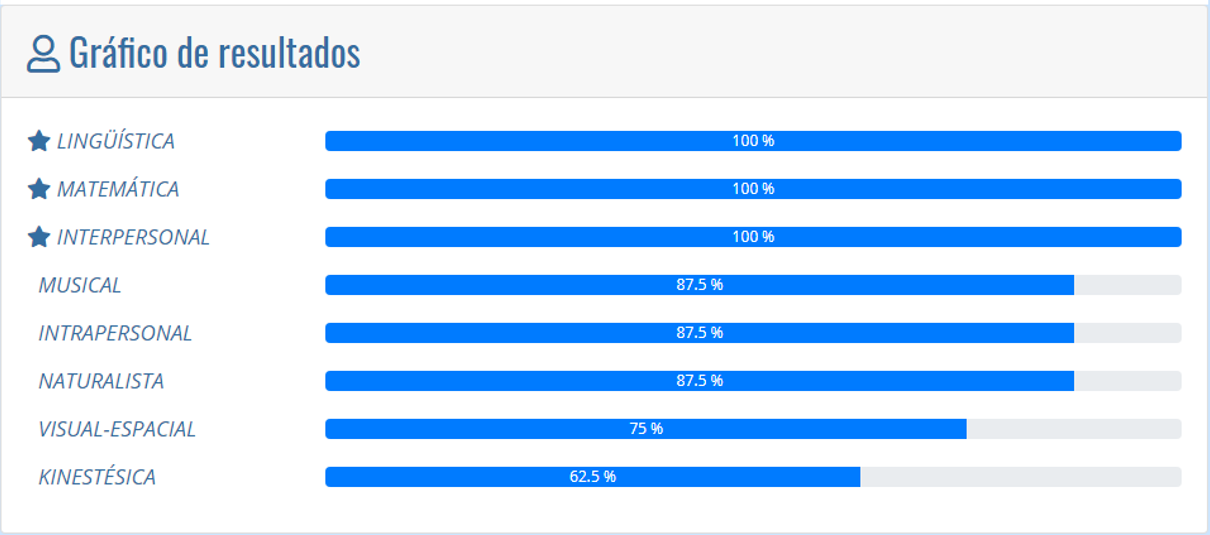 Gráfico de resultados
LINGÜÍSTICA 100 %
MATEMÁTICA 100 %
INTERPERSONAL 100 %
MUSICAL 87.5 %
INTRAPERSONAL 87.5 %
NATURALISTA 87.5 %
VISUAL-ESPACIAL 75 %
KINESTÉSICA 62.5 %